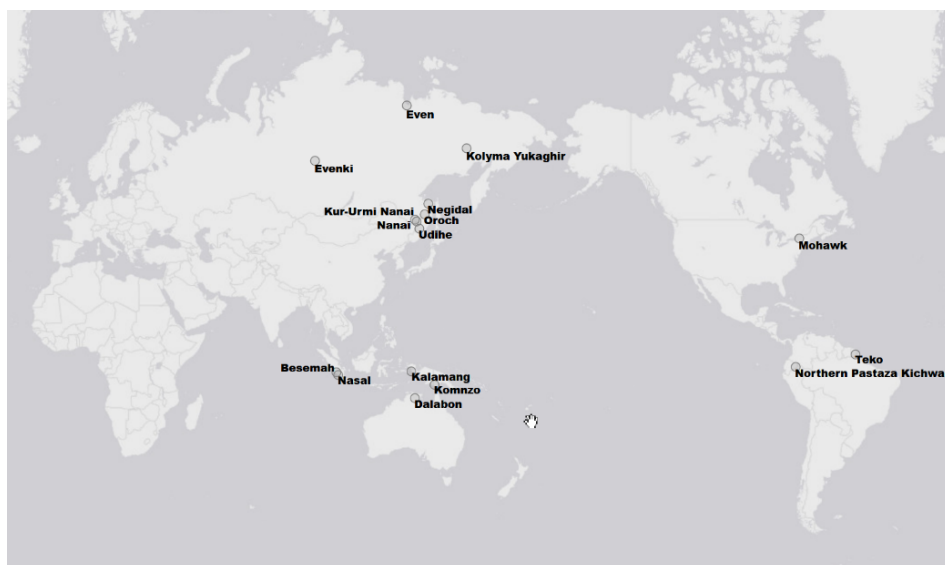 Even
Kolyma Yukaghir
Evenki
Negidal
Kur-Urmi Nanai
Oroch
Nanai
Udihe
Mohawk
Teko
Besemah
Northern Pastaza Kichwa
Nasal
Kalamang
Komnzo
Dalabon